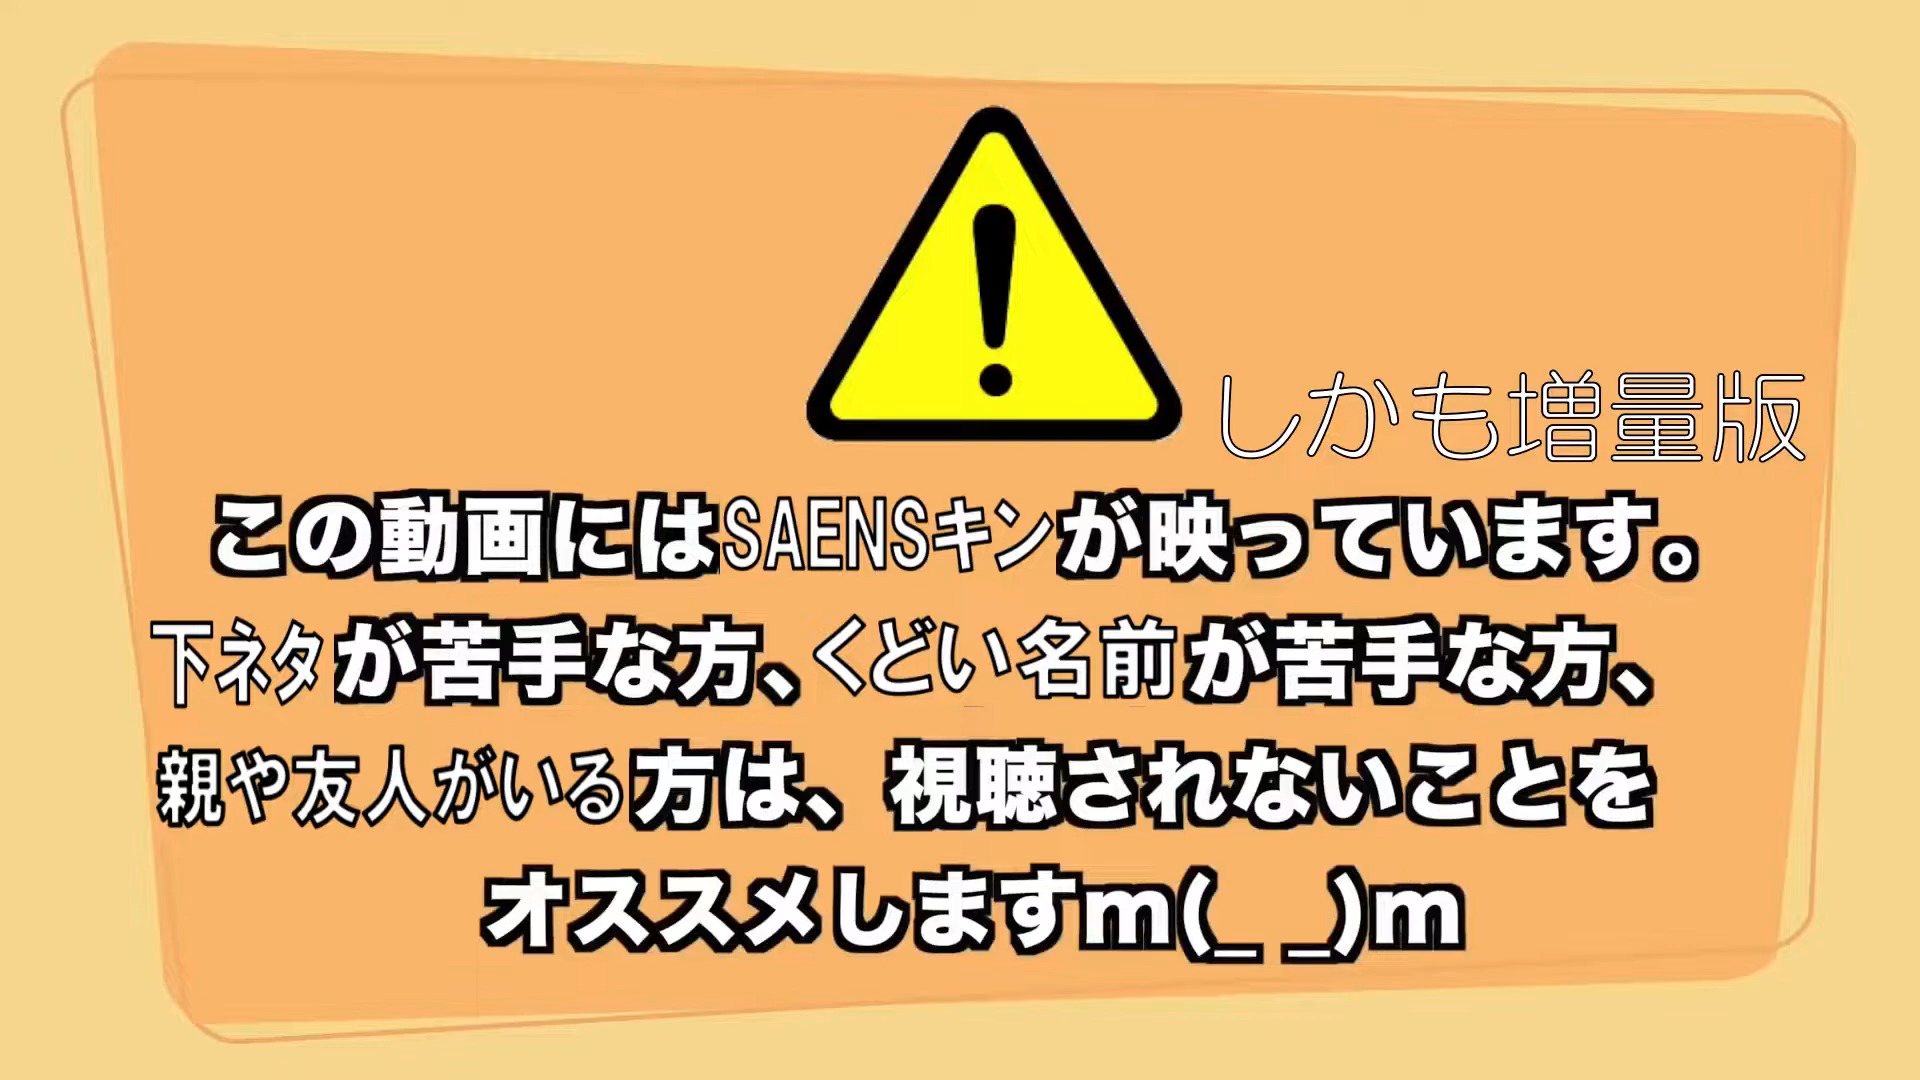 しかも増量版
この動画にはSAENSキンが映っています。
下ネタが苦手な方、くどい名前が苦手な方、
親や友人がいる方は、視聴されないことを
オススメしますm(_ _)m